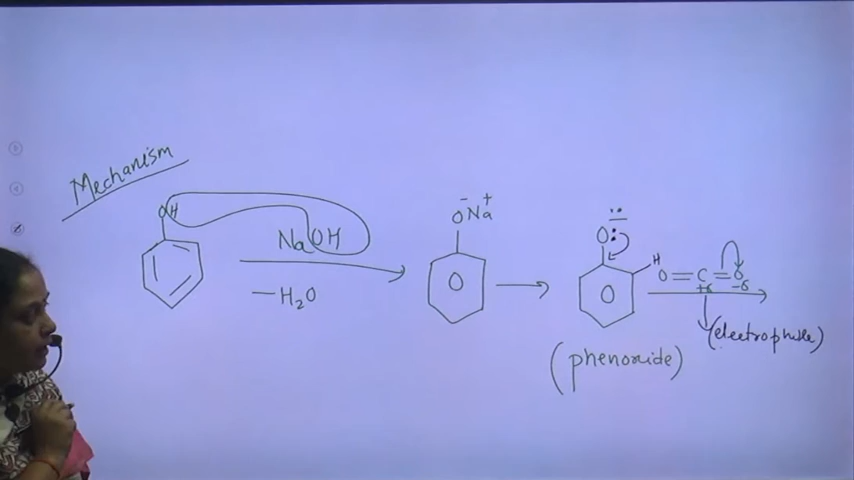 Mechanism
OH
NaOH
— H₂O
O⁻Na⁺
O
H
O=C=O
+δ -δ
(electrophile)
(phenoxide)